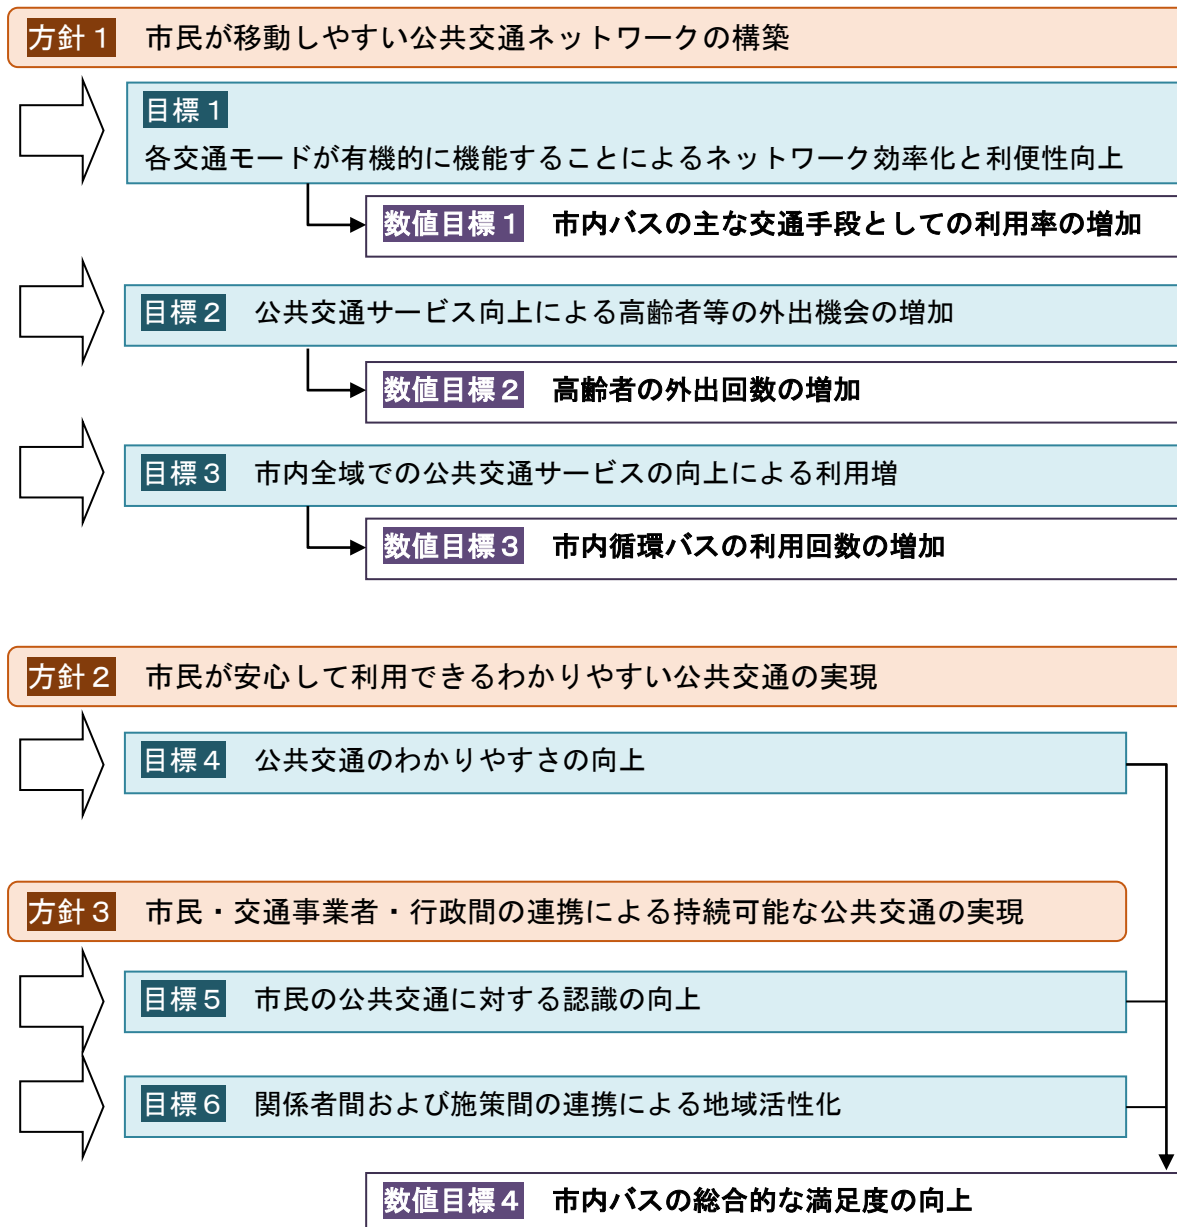 方針１ 市民が移動しやすい公共交通ネットワークの構築
目標１
各交通モードが有機的に機能することによるネットワーク効率化と利便性向上
数値目標１ 市内バスの主な交通手段としての利用率の増加
目標２ 公共交通サービス向上による高齢者等の外出機会の増加
数値目標２ 高齢者の外出回数の増加
目標３ 市内全域での公共交通サービスの向上による利用増
数値目標３ 市内循環バスの利用回数の増加
方針２ 市民が安心して利用できるわかりやすい公共交通の実現
目標４ 公共交通のわかりやすさの向上
方針３ 市民・交通事業者・行政間の連携による持続可能な公共交通の実現
目標５ 市民の公共交通に対する認識の向上
目標６ 関係者間および施策間の連携による地域活性化
数値目標４ 市内バスの総合的な満足度の向上